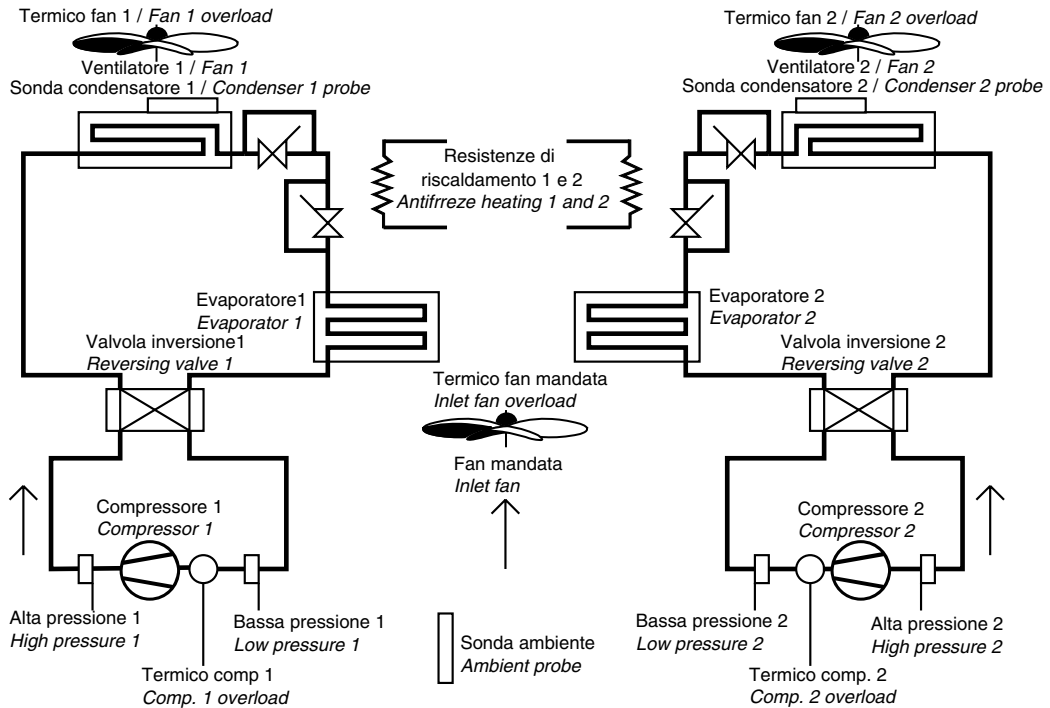 Termico fan 1 / Fan 1 overload
Ventilatore 1 / Fan 1
Sonda condensatore 1 / Condenser 1 probe
Termico fan 2 / Fan 2 overload
Ventilatore 2 / Fan 2
Sonda condensatore 2 / Condenser 2 probe
Resistenze di
riscaldamento 1 e 2
Antifrreze heating 1 and 2
Evaporatore1
Evaporator 1
Evaporatore 2
Evaporator 2
Valvola inversione1
Reversing valve 1
Valvola inversione 2
Reversing valve 2
Termico fan mandata
Inlet fan overload
Fan mandata
Inlet fan
Compressore 1
Compressor 1
Compressore 2
Compressor 2
Alta pressione 1
High pressure 1
Bassa pressione 1
Low pressure 1
Termico comp 1
Comp. 1 overload
Sonda ambiente
Ambient probe
Bassa pressione 2
Low pressure 2
Alta pressione 2
High pressure 2
Termico comp. 2
Comp. 2 overload